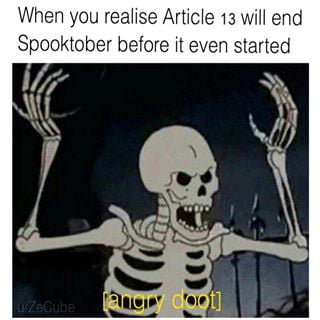 When you realise Article 13 will end
Spooktober before it even started
u/ZeCube
[angry doot]